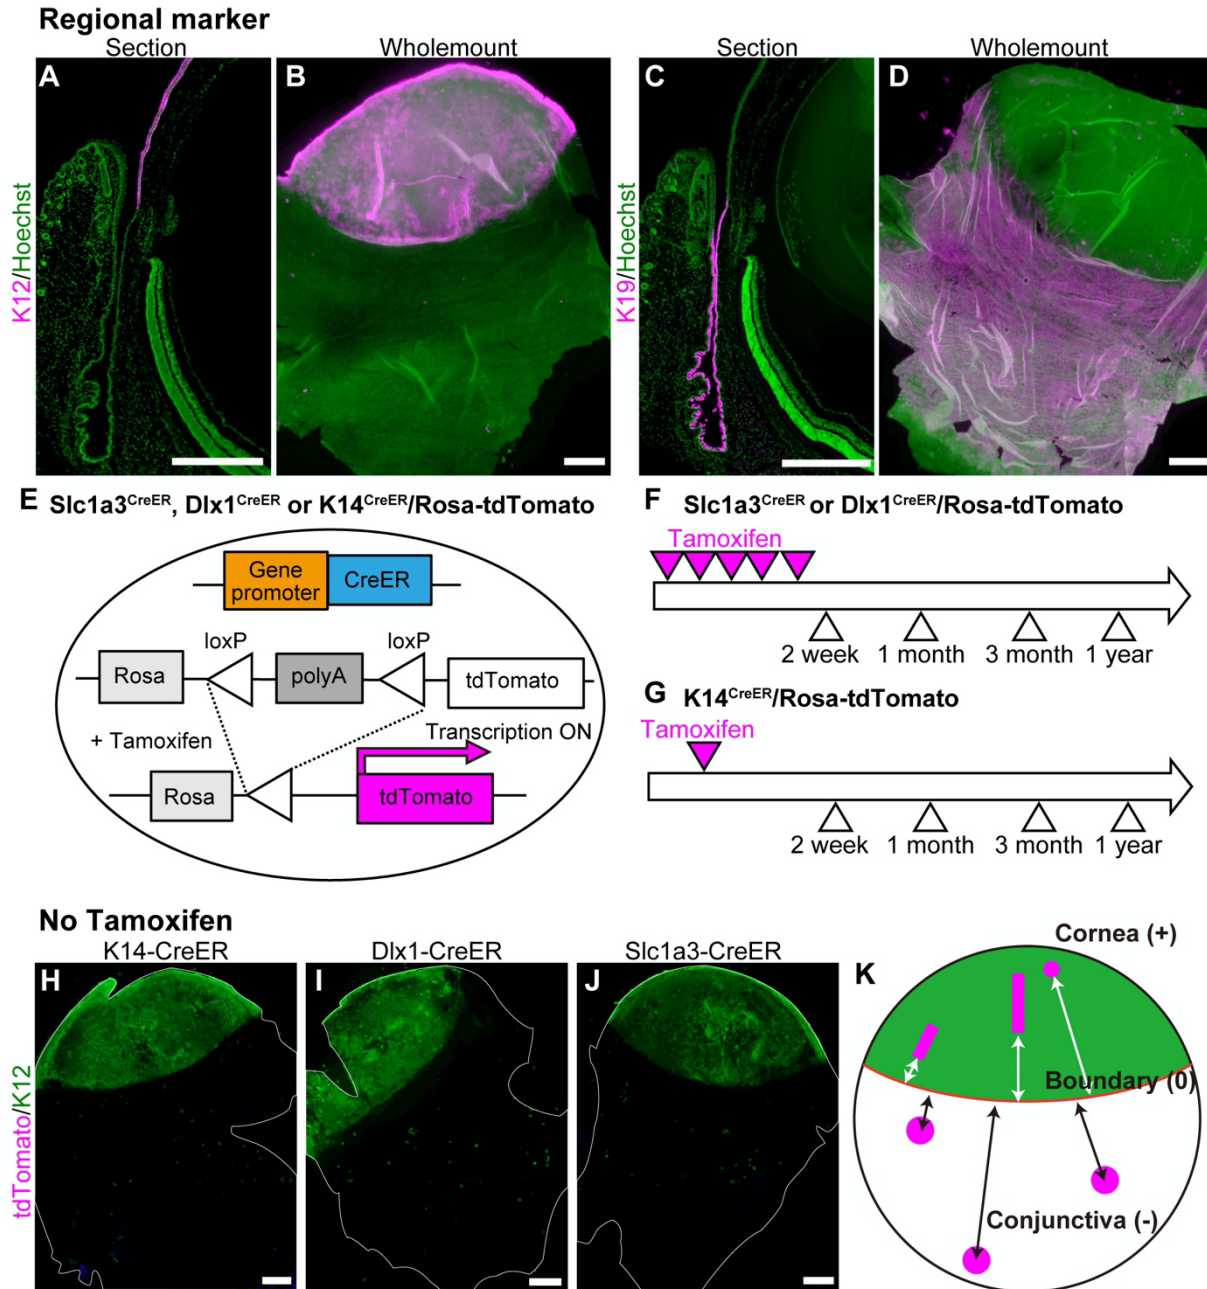 Regional marker
Section
Wholemount
Section
Wholemount
A
B
C
D
K12/Hoechst
K19/Hoechst
E Slc1a3CreER, Dlx1CreER or K14CreER/Rosa-tdTomato
Gene
promoter
CreER
loxP
loxP
Rosa
polyA
tdTomato
+ Tamoxifen
Transcription ON
Rosa
tdTomato
F Slc1a3CreER or Dlx1CreER/Rosa-tdTomato
Tamoxifen
2 week
1 month
3 month
1 year
G K14CreER/Rosa-tdTomato
Tamoxifen
2 week
1 month
3 month
1 year
No Tamoxifen
K14-CreER
Dlx1-CreER
Slc1a3-CreER
H
I
J
tdTomato/K12
K
Cornea (+)
Boundary (0)
Conjunctiva (-)